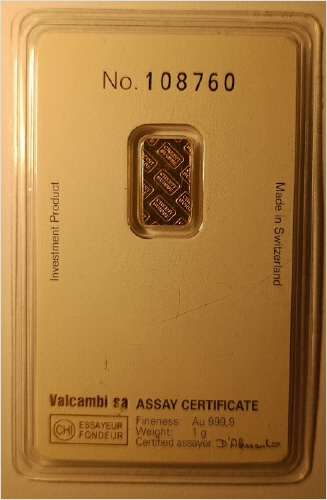 No. 108760
Investment Product
Made in Switzerland
Valcambi sa ASSAY CERTIFICATE
CHI ESSAYEUR FONDEUR
Fineness: Au 999,9
Weight: 1 g
Certified assayer: